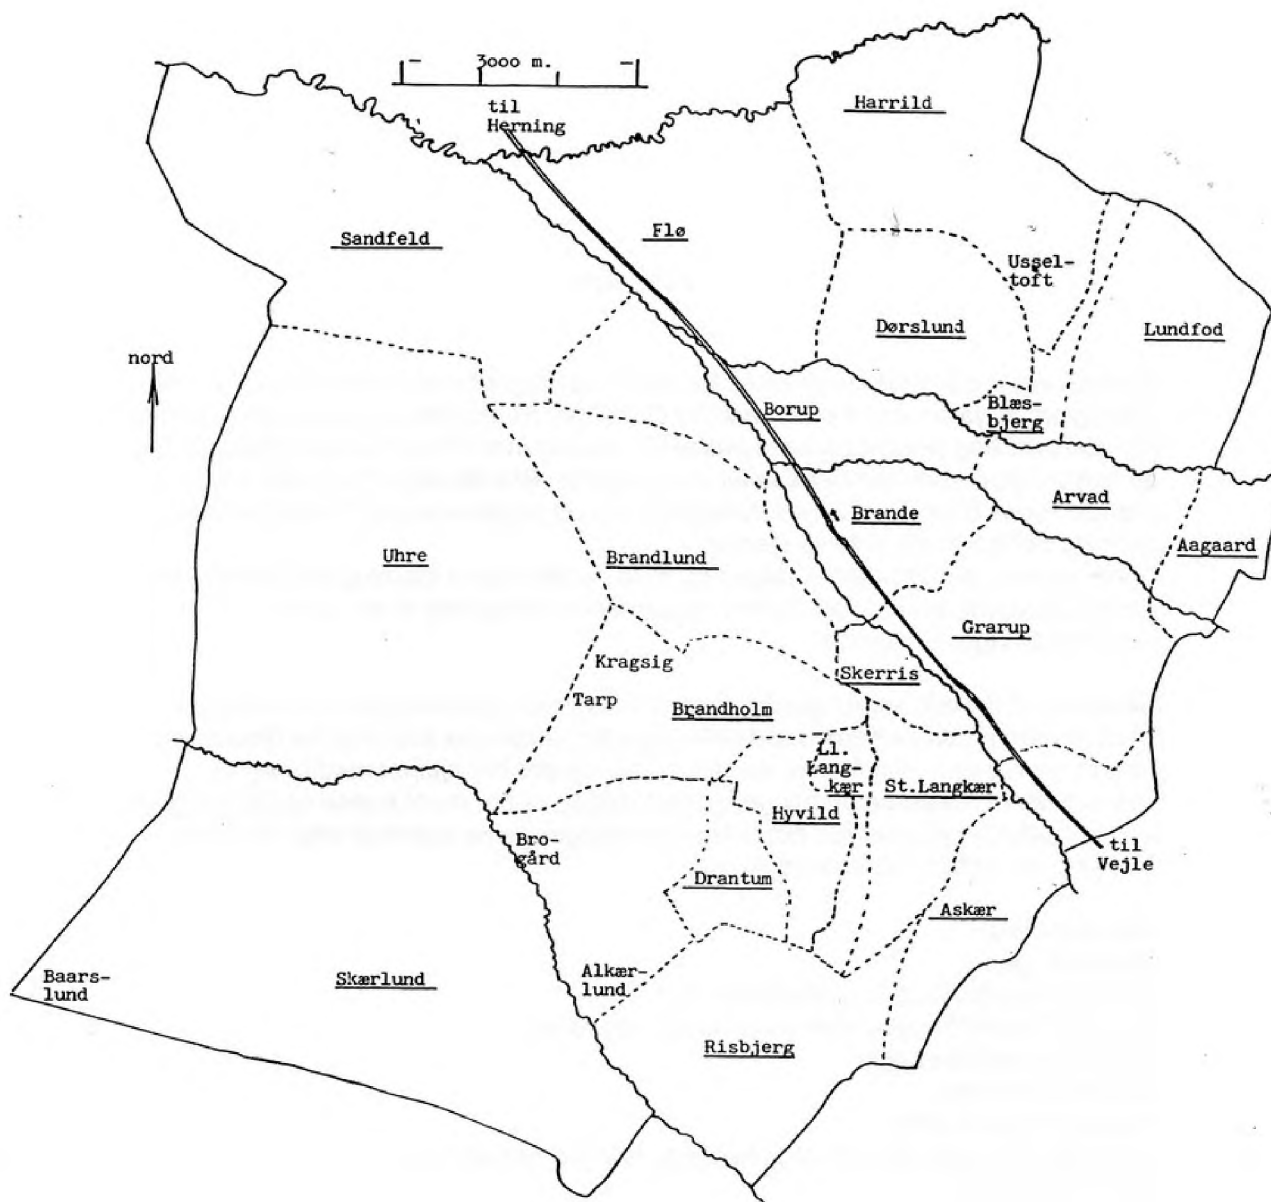 3000 m.
til
Herning
Harrild
Sandfeld
Flø
Ussel-
toft
Dørslund
Lundfod
nord
Borup
Blæs-
bjerg
Arvad
Brande
Aagaard
Uhre
Brandlund
Grarup
Kragsig
Skerris
Tarp
Brandholm
Ll.
Lang-
kær
St.Langkær
Hyvild
Bro-
gård
til
Vejle
Drantum
Askær
Baars-
lund
Skærlund
Alkær-
lund
Risbjerg